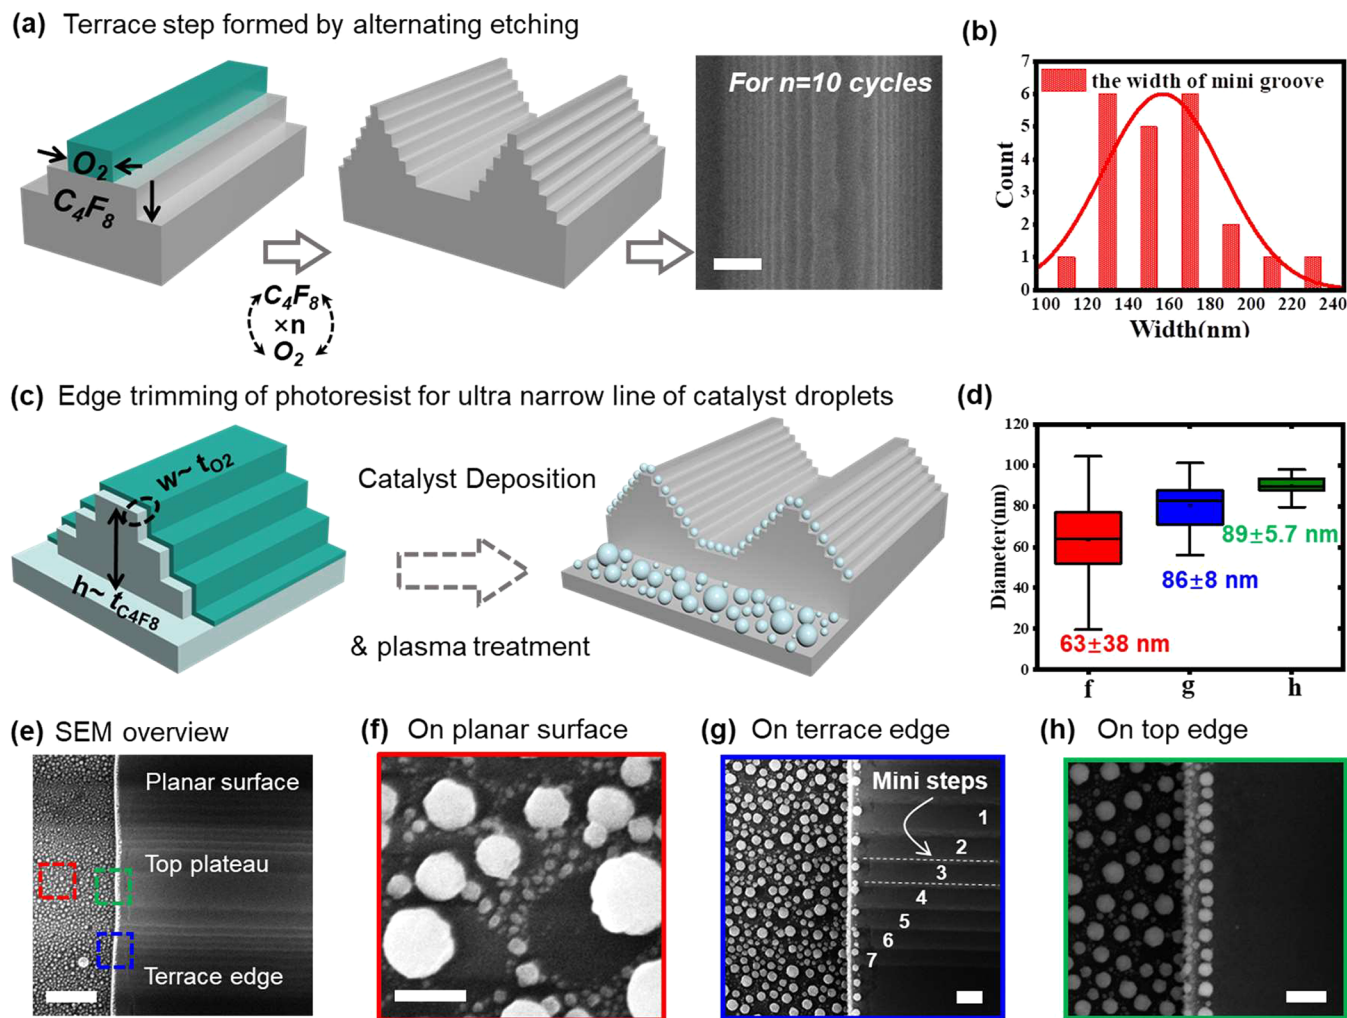 (a) Terrace step formed by alternating etching
O2
C4F8
C4F8
×n
O2
For n=10 cycles
(b)
the width of mini groove
Count
7
6
5
4
3
2
1
0
100 120 140 160 180 200 220 240
Width(nm)
(c) Edge trimming of photoresist for ultra narrow line of catalyst droplets
w~ tO2
h~ tC4F8
Catalyst Deposition
& plasma treatment
(d)
Diameter(nm)
120
100
80
60
40
20
0
63±38 nm
86±8 nm
89±5.7 nm
f g h
(e) SEM overview
Planar surface
Top plateau
Terrace edge
(f) On planar surface
(g) On terrace edge
Mini steps
1
2
3
4
5
6
7
(h) On top edge